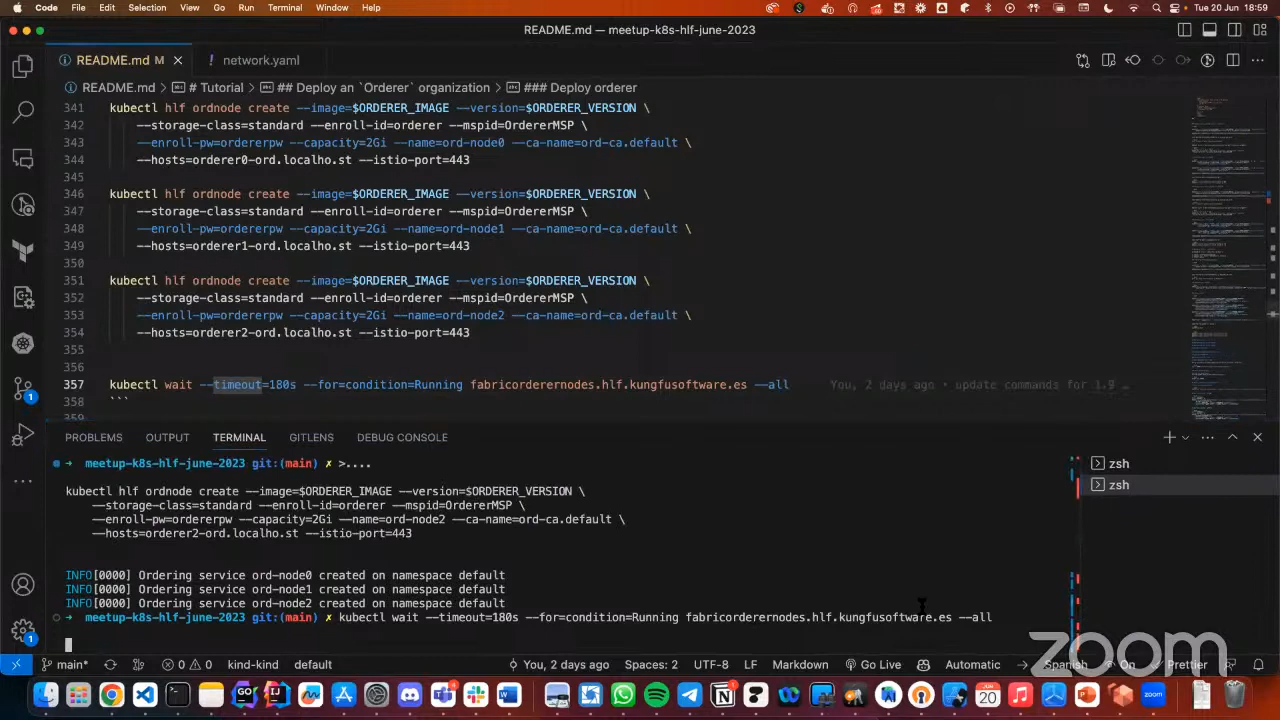 Code File Edit Selection View Go Run Terminal Window Help Tue 20 Jun 18:59
README.md — meetup-k8s-hlf-june-2023
README.md M
network.yaml
README.md > # Tutorial > ## Deploy an `Orderer` organization > ### Deploy orderer
341 kubectl hlf ordnode create --image=$ORDERER_IMAGE --version=$ORDERER_VERSION \
342 --storage-class=standard --enroll-id=orderer --mspid=OrdererMSP \
343 --enroll-pw=ordererpw --capacity=2Gi --name=ord-node0 --ca-name=ord-ca.default \
344 --hosts=orderer0-ord.localho.st --istio-port=443
345
346 kubectl hlf ordnode create --image=$ORDERER_IMAGE --version=$ORDERER_VERSION \
347 --storage-class=standard --enroll-id=orderer --mspid=OrdererMSP \
348 --enroll-pw=ordererpw --capacity=2Gi --name=ord-node1 --ca-name=ord-ca.default \
349 --hosts=orderer1-ord.localho.st --istio-port=443
350
351 kubectl hlf ordnode create --image=$ORDERER_IMAGE --version=$ORDERER_VERSION \
352 --storage-class=standard --enroll-id=orderer --mspid=OrdererMSP \
353 --enroll-pw=ordererpw --capacity=2Gi --name=ord-node2 --ca-name=ord-ca.default \
354 --hosts=orderer2-ord.localho.st --istio-port=443
355
356
357 kubectl wait --timeout=180s --for=condition=Running fabricorderernodes.hlf.kungfusoftware.es --all You, 2 days ago • update commands for 1.9 …
358 ```
359
PROBLEMS OUTPUT TERMINAL GITLENS DEBUG CONSOLE
meetup-k8s-hlf-june-2023 git:(main) ✗ >....
kubectl hlf ordnode create --image=$ORDERER_IMAGE --version=$ORDERER_VERSION \
--storage-class=standard --enroll-id=orderer --mspid=OrdererMSP \
--enroll-pw=ordererpw --capacity=2Gi --name=ord-node2 --ca-name=ord-ca.default \
--hosts=orderer2-ord.localho.st --istio-port=443
INFO[0000] Ordering service ord-node0 created on namespace default
INFO[0000] Ordering service ord-node1 created on namespace default
INFO[0000] Ordering service ord-node2 created on namespace default
meetup-k8s-hlf-june-2023 git:(main) ✗ kubectl wait --timeout=180s --for=condition=Running fabricorderernodes.hlf.kungfusoftware.es --all
zsh
zsh
1
1
main* 0 0 kind-kind default You, 2 days ago Spaces: 2 UTF-8 LF Markdown Go Live Automatic → Spanish On Prettier
zoom
zoom